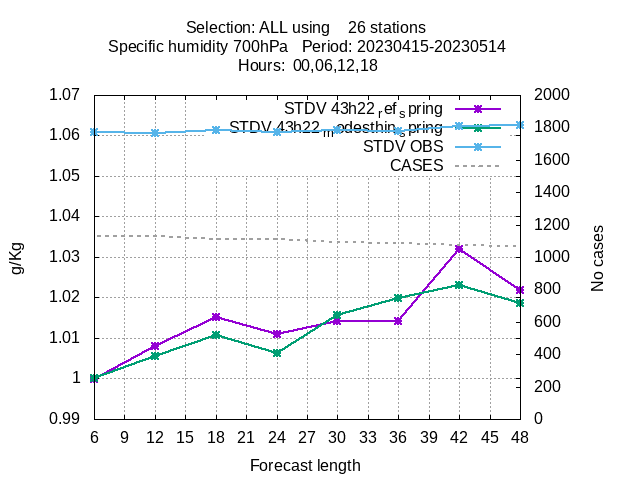 Selection: ALL using 26 stations
Specific humidity 700hPa Period: 20230415-20230514
Hours: 00,06,12,18
1.07
1.06
1.05
1.04
1.03
1.02
1.01
1
0.99
g/Kg
STDV 43h22_ref_spring
STDV 43h22_modesthin_spring
STDV OBS
CASES
2000
1800
1600
1400
1200
1000
800
600
400
200
0
No cases
6 9 12 15 18 21 24 27 30 33 36 39 42 45 48
Forecast length